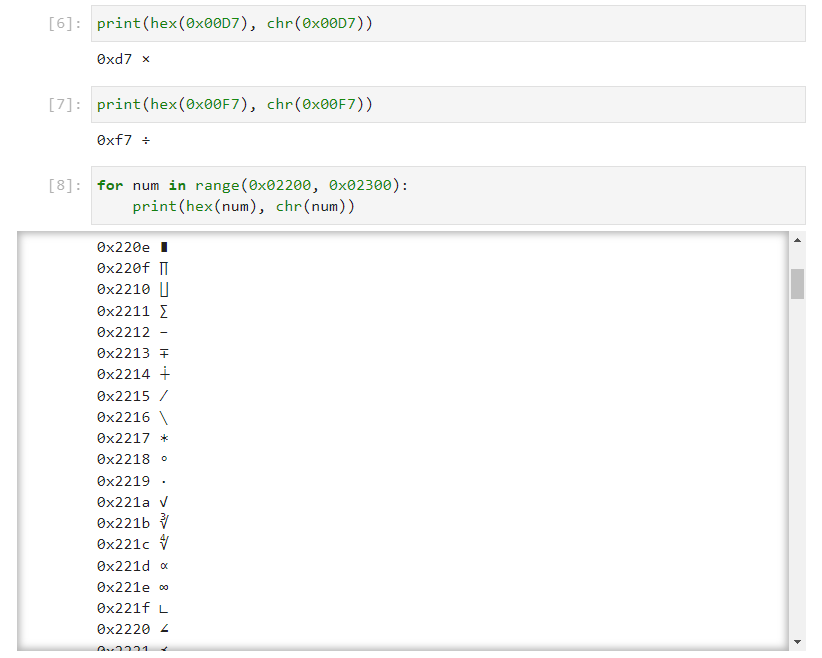 [6]: print(hex(0x00D7), chr(0x00D7))
0xd7 ×
[7]: print(hex(0x00F7), chr(0x00F7))
0xf7 ÷
[8]: for num in range(0x02200, 0x02300):
print(hex(num), chr(num))
0x220e ∎
0x220f ∏
0x2210 ∐
0x2211 ∑
0x2212 −
0x2213 ∓
0x2214 ∔
0x2215 ∕
0x2216 ∖
0x2217 ∗
0x2218 ∘
0x2219 ∙
0x221a √
0x221b ∛
0x221c ∜
0x221d ∝
0x221e ∞
0x221f ∟
0x2220 ∠
0x2221 ∡